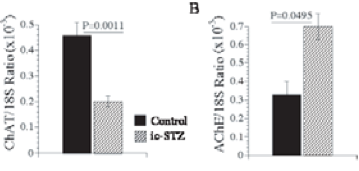 B
P=0.0011
P=0.0495
ChAT/18S Ratio (x10⁻³)
0.5
0.4
0.3
0.2
0.1
0
Control
ic-STZ
AChE/18S Ratio (x10⁻³)
0.7
0.6
0.5
0.4
0.3
0.2
0.1
0